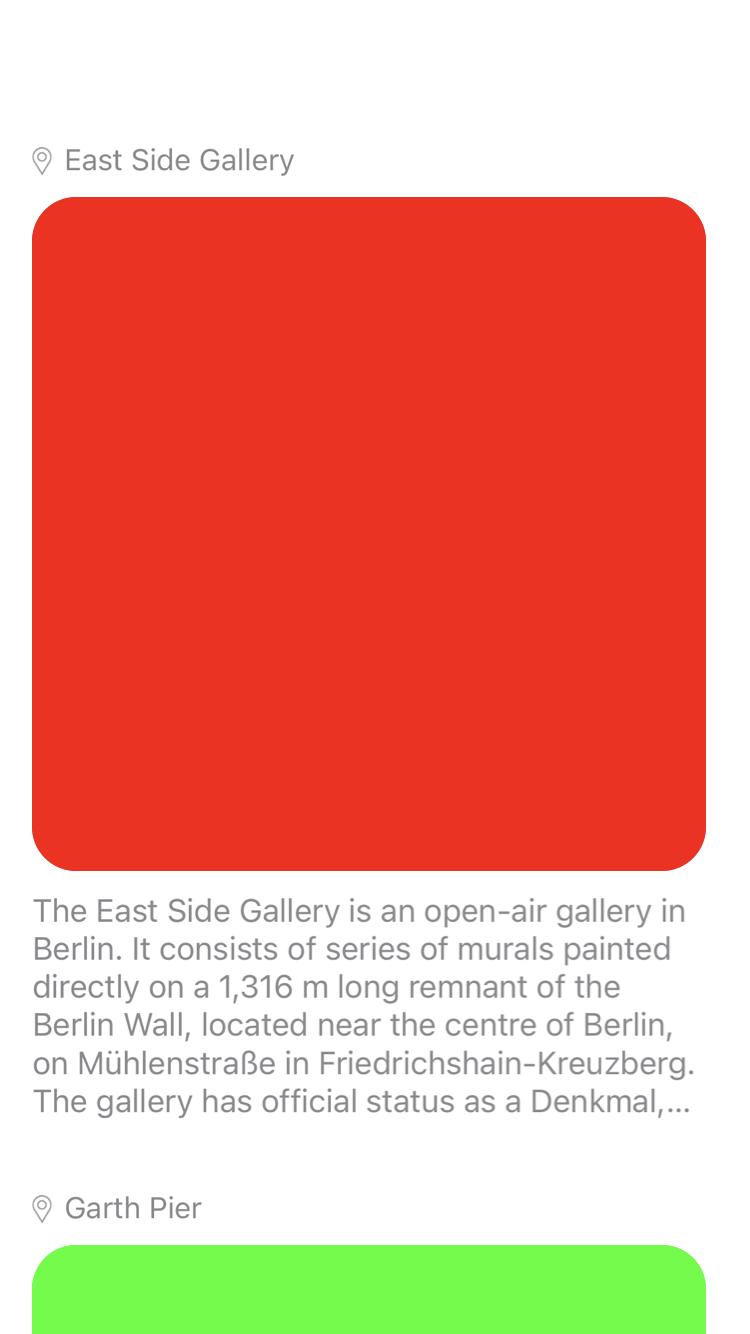 East Side Gallery
The East Side Gallery is an open-air gallery in
Berlin. It consists of series of murals painted
directly on a 1,316 m long remnant of the
Berlin Wall, located near the centre of Berlin,
on Mühlenstraße in Friedrichshain-Kreuzberg.
The gallery has official status as a Denkmal,...
Garth Pier